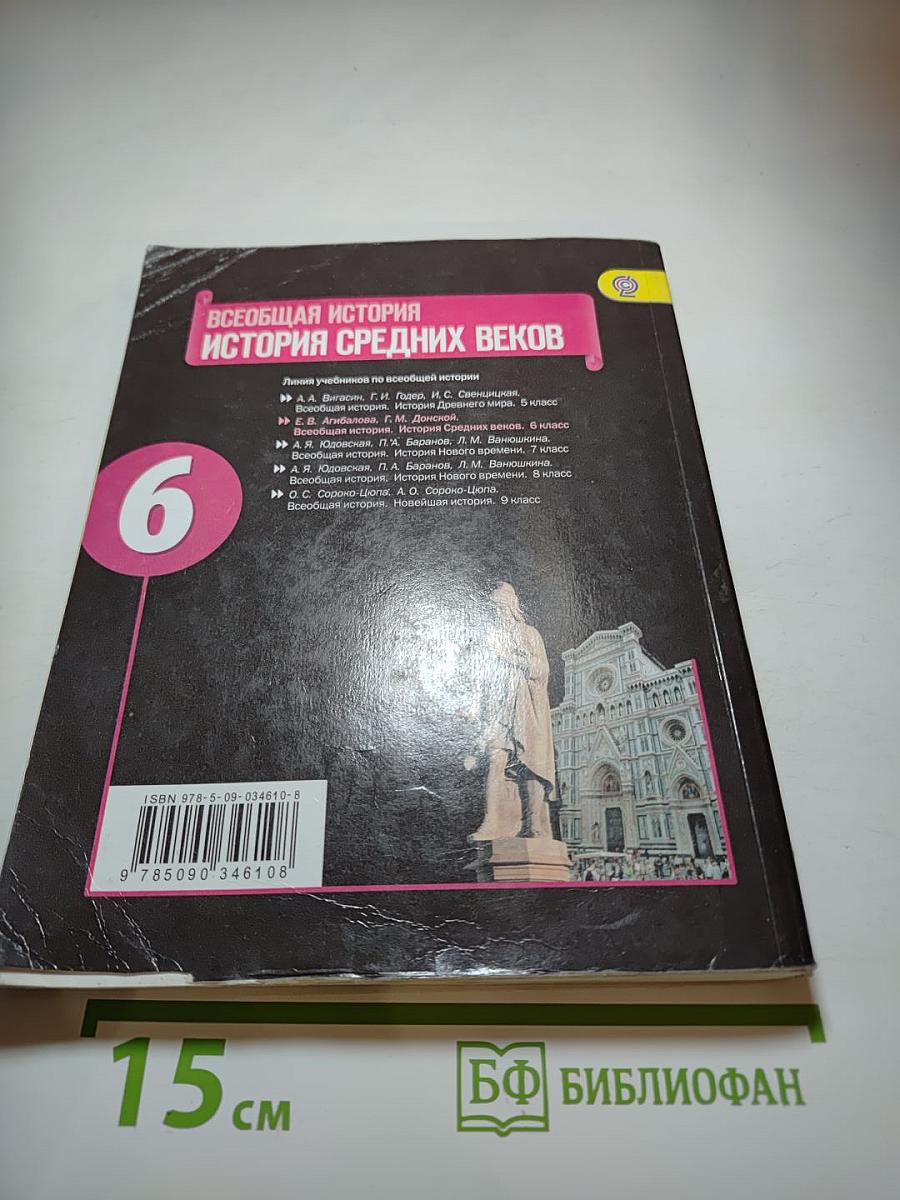 ВСЕОБЩАЯ ИСТОРИЯ
ИСТОРИЯ СРЕДНИХ ВЕКОВ
Линия учебников по всеобщей истории
А. А. Вигасин, Г. И. Годер, И. С. Свенцицкая.
Всеобщая история. История Древнего мира. 5 класс
Е. В. Агибалова, Г. М. Донской.
Всеобщая история. История Средних веков. 6 класс
А. Я. Юдовская, П. А. Баранов, Л. М. Ванюшкина.
Всеобщая история. История Нового времени. 7 класс
А. Я. Юдовская, П. А. Баранов, Л. М. Ванюшкина.
Всеобщая история. История Нового времени. 8 класс
О. С. Сороко-Цюпа, А. О. Сороко-Цюпа.
Всеобщая история. Новейшая история. 9 класс
6
ISBN 978-5-09-034610-8
9 785090 346108
15 см
БФ БИБЛИОФАН